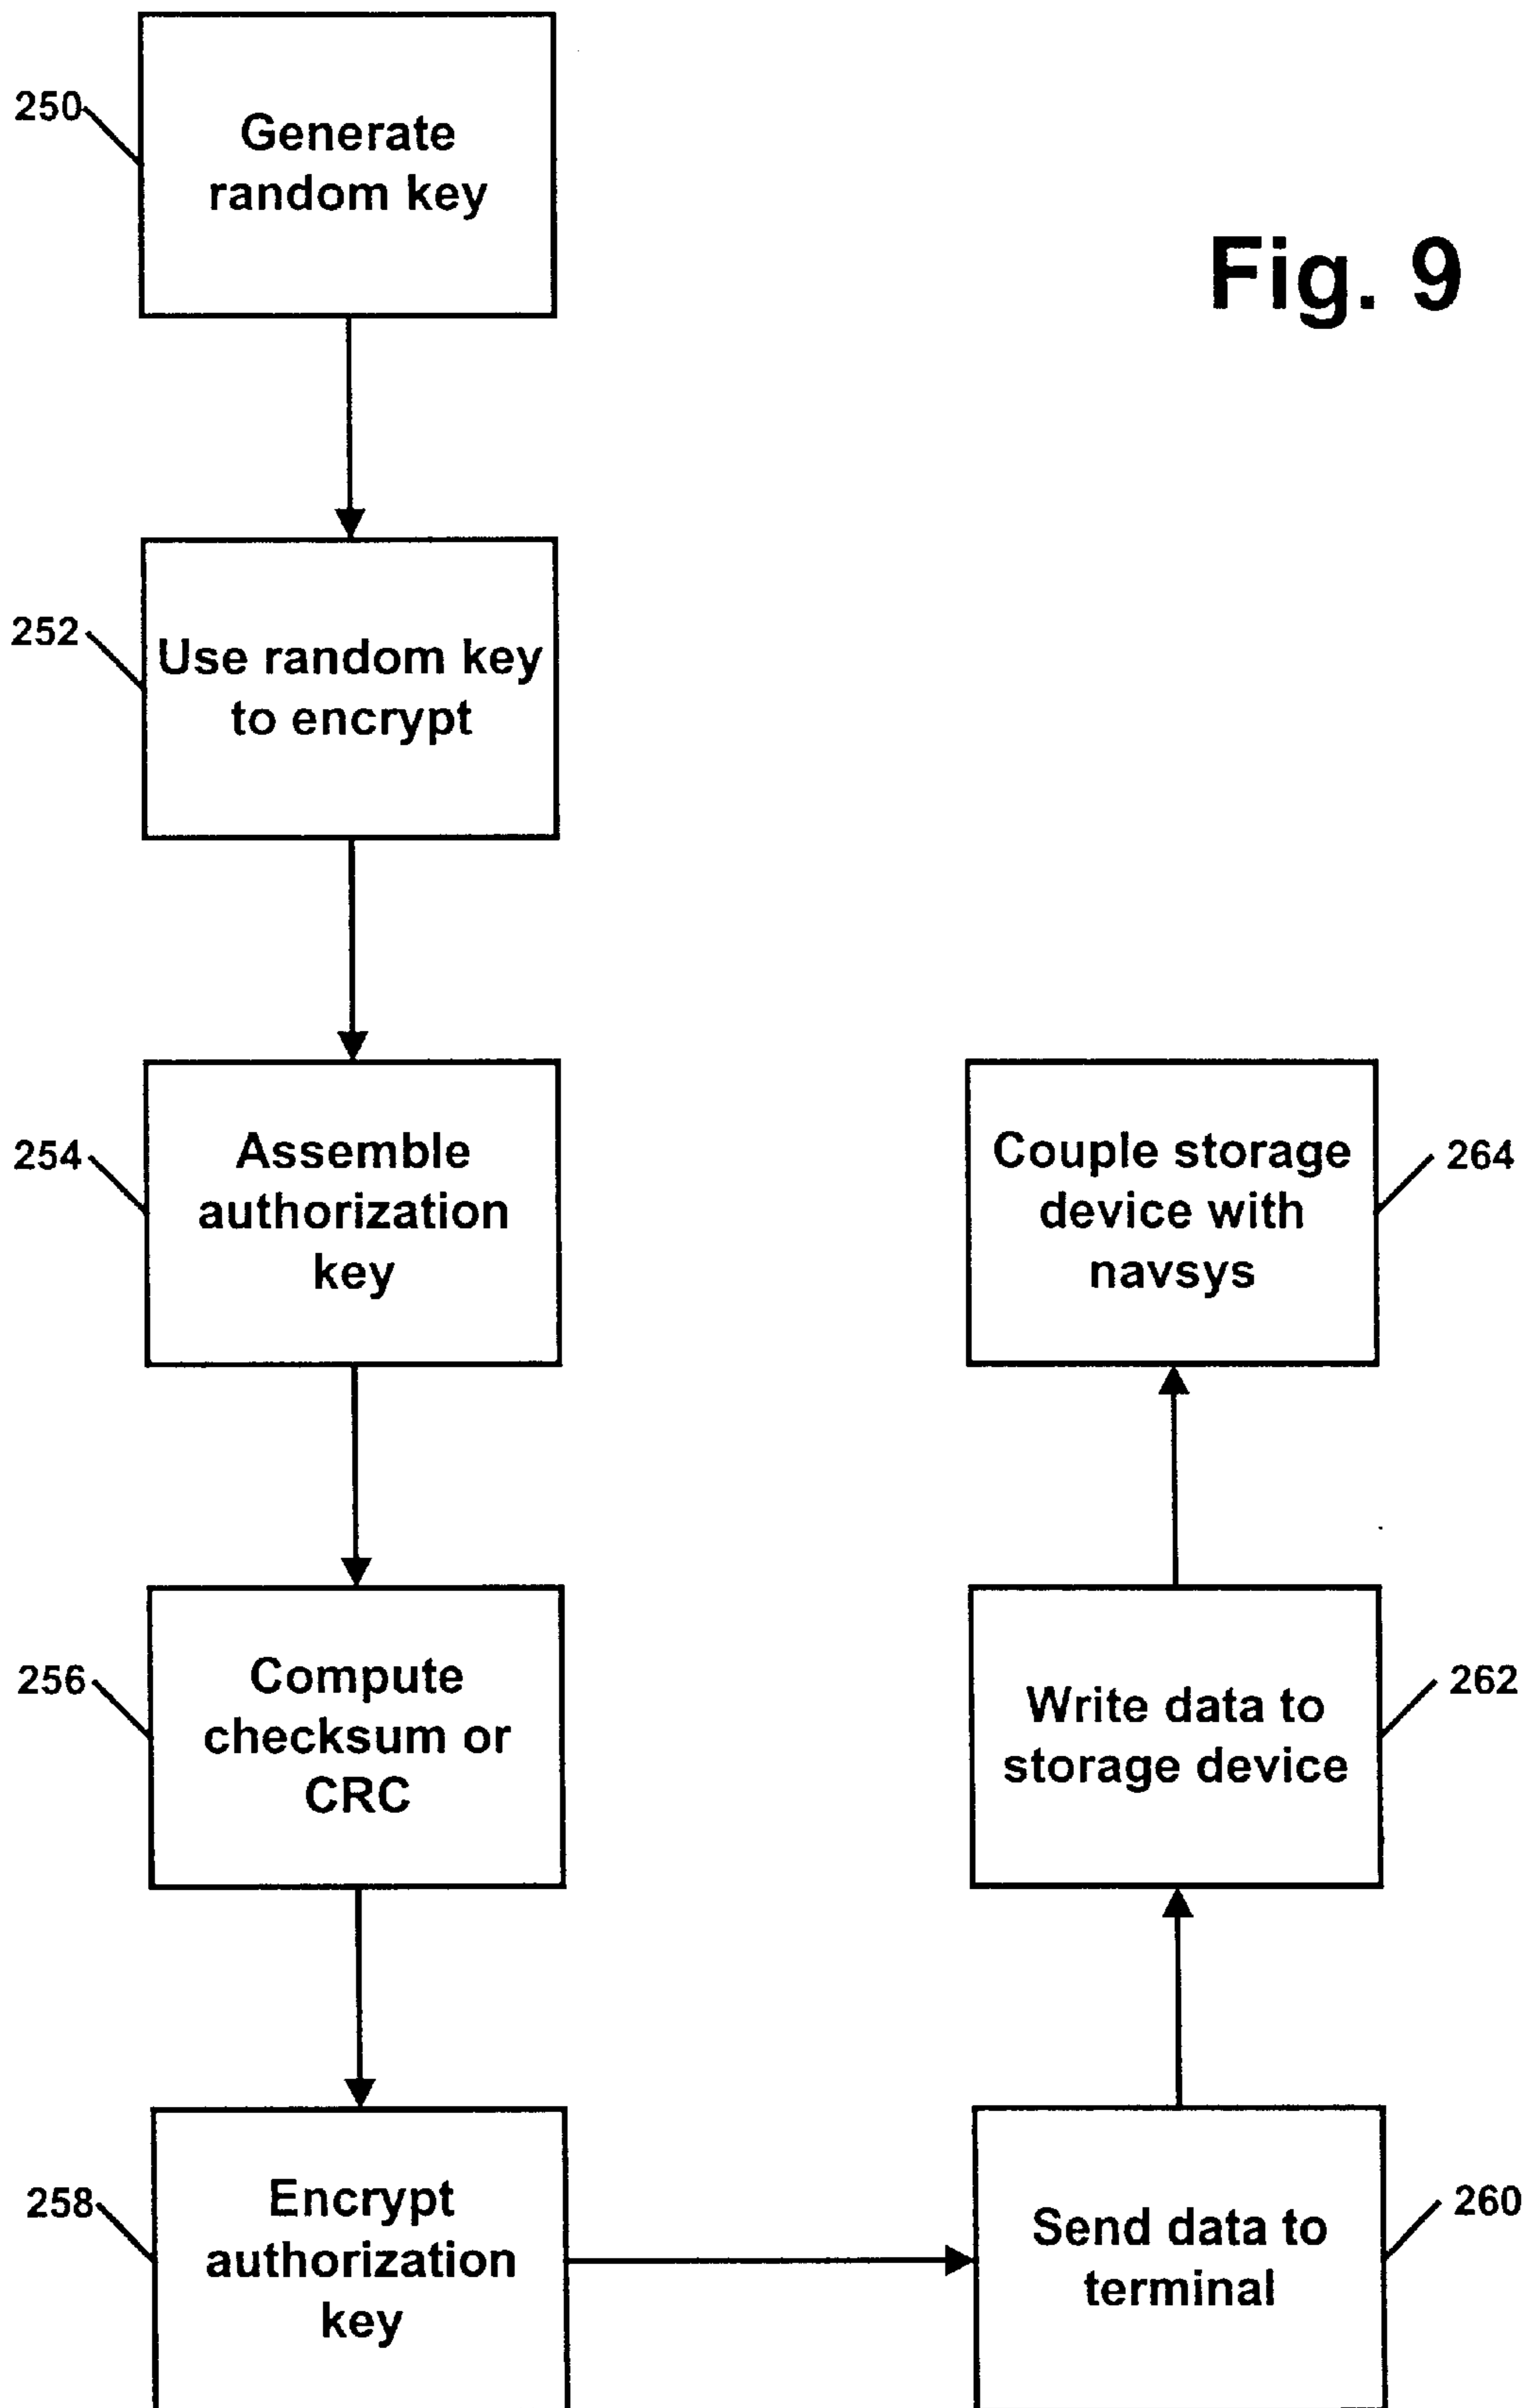 Fig. 9
250
Generate
random key
252
Use random key
to encrypt
254
Assemble
authorization
key
256
Compute
checksum or
CRC
258
Encrypt
authorization
key
260
Send data to
terminal
262
Write data to
storage device
264
Couple storage
device with
navsys